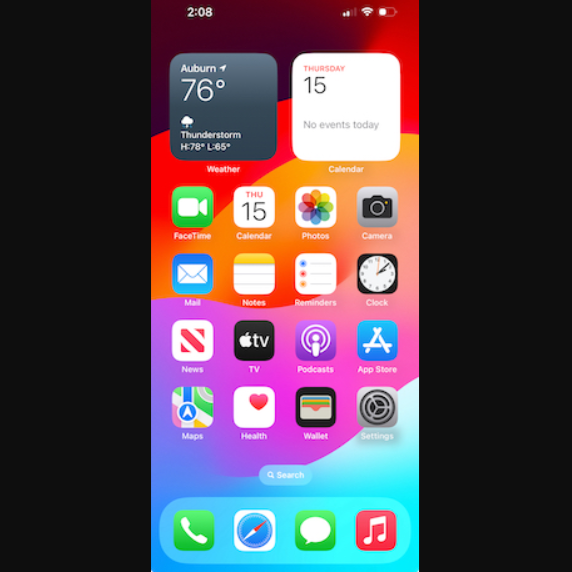 2:08
Auburn
76°
Thunderstorm
H:78° L:65°
Weather
THURSDAY
15
No events today
Calendar
FaceTime
THU
15
Calendar
Photos
Camera
Mail
Notes
Reminders
Clock
News
tv
TV
Podcasts
App Store
Maps
Health
Wallet
Settings
Search